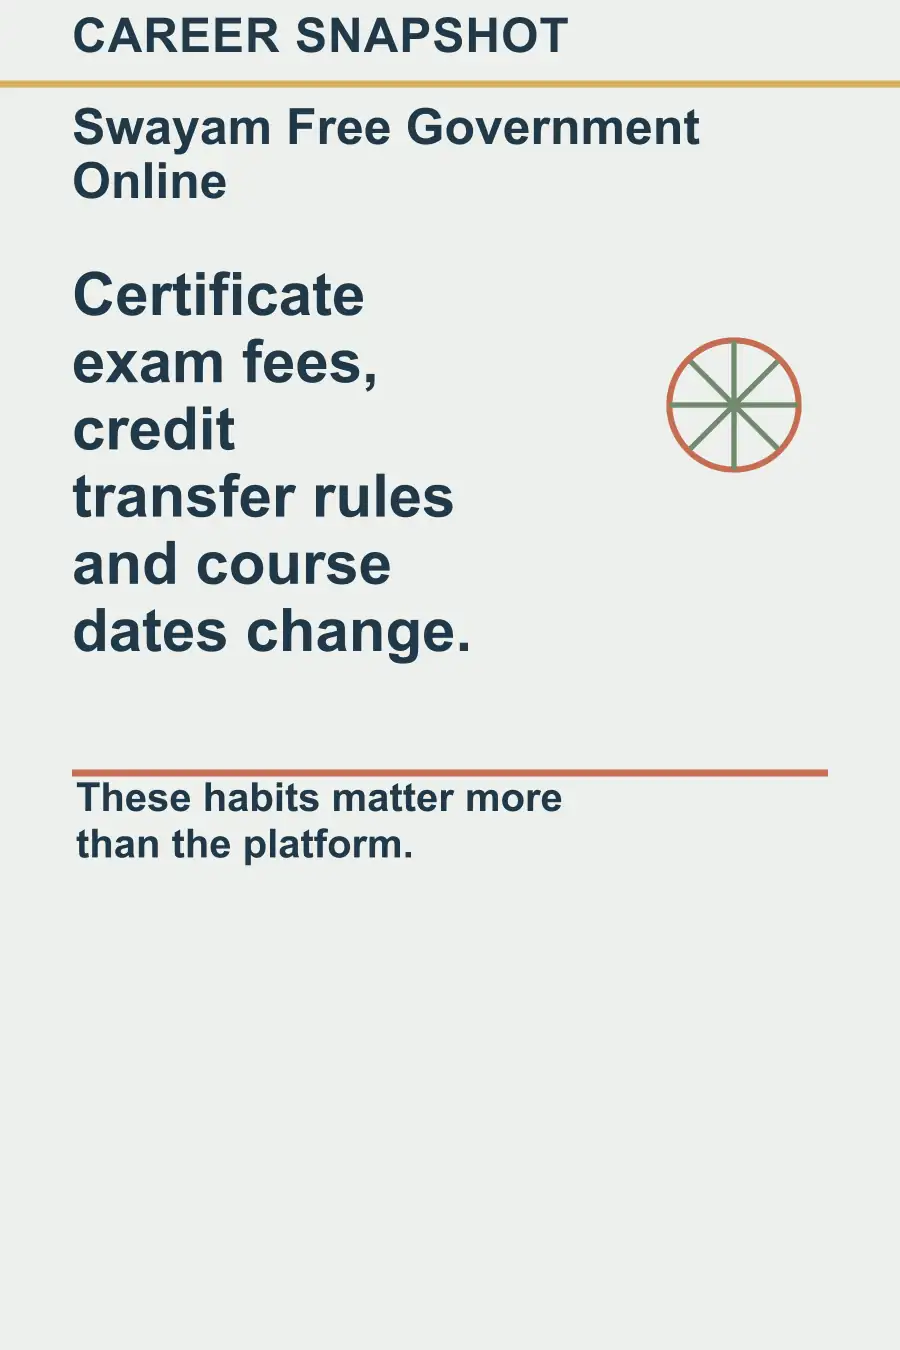 CAREER SNAPSHOT
Swayam Free Government
Online
Certificate
exam fees,
credit
transfer rules
and course
dates change.
These habits matter more
than the platform.